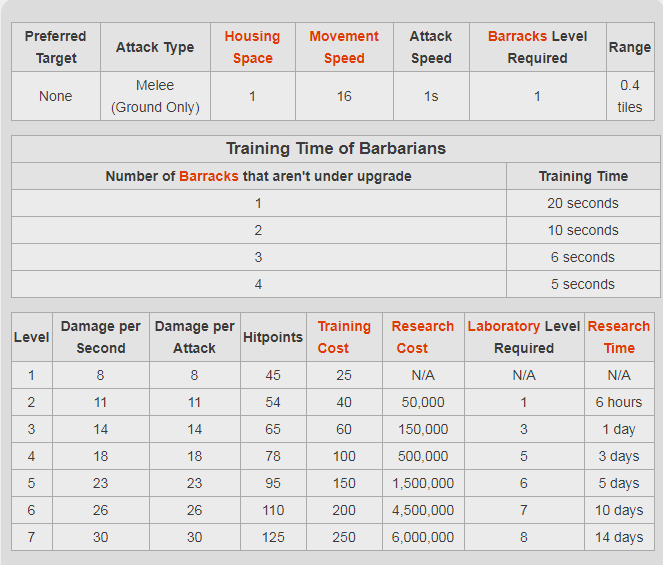 Preferred Target Attack Type Housing Space Movement Speed Attack Speed Barracks Level Required Range
None Melee (Ground Only) 1 16 1s 1 0.4 tiles
Training Time of Barbarians
Number of Barracks that aren't under upgrade Training Time
1 20 seconds
2 10 seconds
3 6 seconds
4 5 seconds
Level Damage per Second Damage per Attack Hitpoints Training Cost Research Cost Laboratory Level Required Research Time
1 8 8 45 25 N/A N/A N/A
2 11 11 54 40 50,000 1 6 hours
3 14 14 65 60 150,000 3 1 day
4 18 18 78 100 500,000 5 3 days
5 23 23 95 150 1,500,000 6 5 days
6 26 26 110 200 4,500,000 7 10 days
7 30 30 125 250 6,000,000 8 14 days